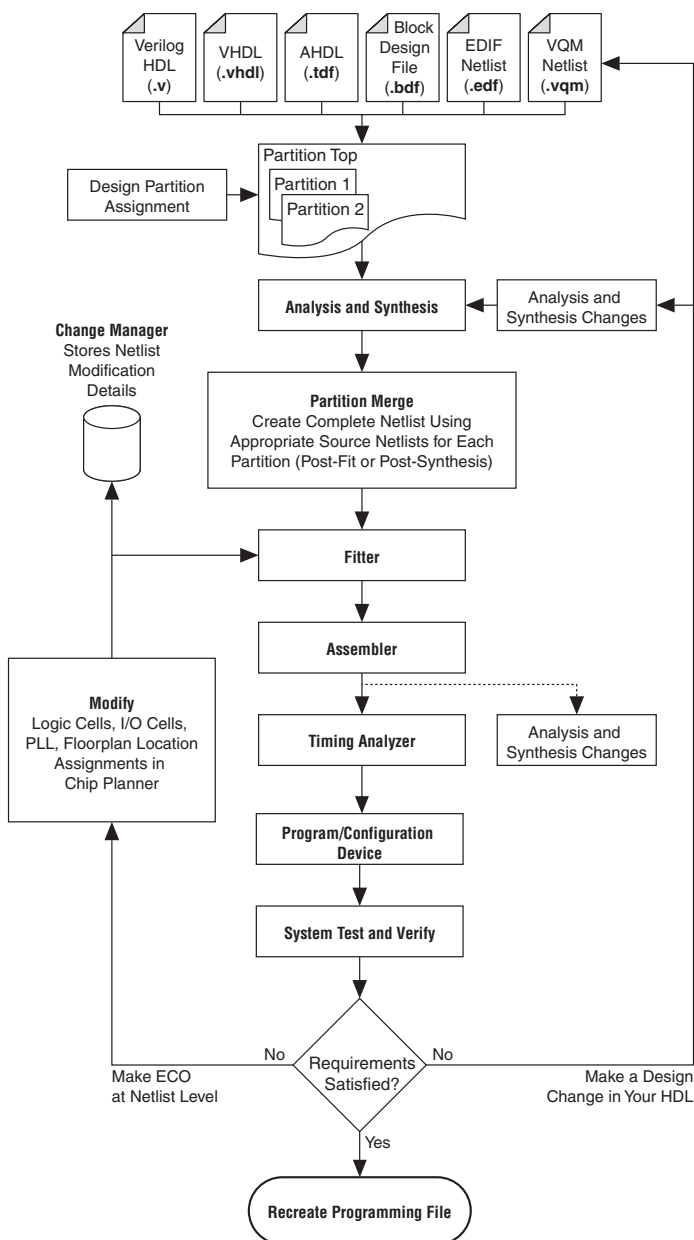 Verilog
HDL
(.v)
VHDL
(.vhdl)
AHDL
(.tdf)
Block
Design
File
(.bdf)
EDIF
Netlist
(.edf)
VQM
Netlist
(.vqm)
Partition Top
Partition 1
Partition 2
Design Partition
Assignment
Analysis and Synthesis
Analysis and
Synthesis Changes
Change Manager
Stores Netlist
Modification
Details
Partition Merge
Create Complete Netlist Using
Appropriate Source Netlists for Each
Partition (Post-Fit or Post-Synthesis)
Fitter
Assembler
Modify
Logic Cells, I/O Cells,
PLL, Floorplan Location
Assignments in
Chip Planner
Timing Analyzer
Analysis and
Synthesis Changes
Program/Configuration
Device
System Test and Verify
No
Requirements
Satisfied?
No
Make ECO
at Netlist Level
Make a Design
Change in Your HDL
Yes
Recreate Programming File